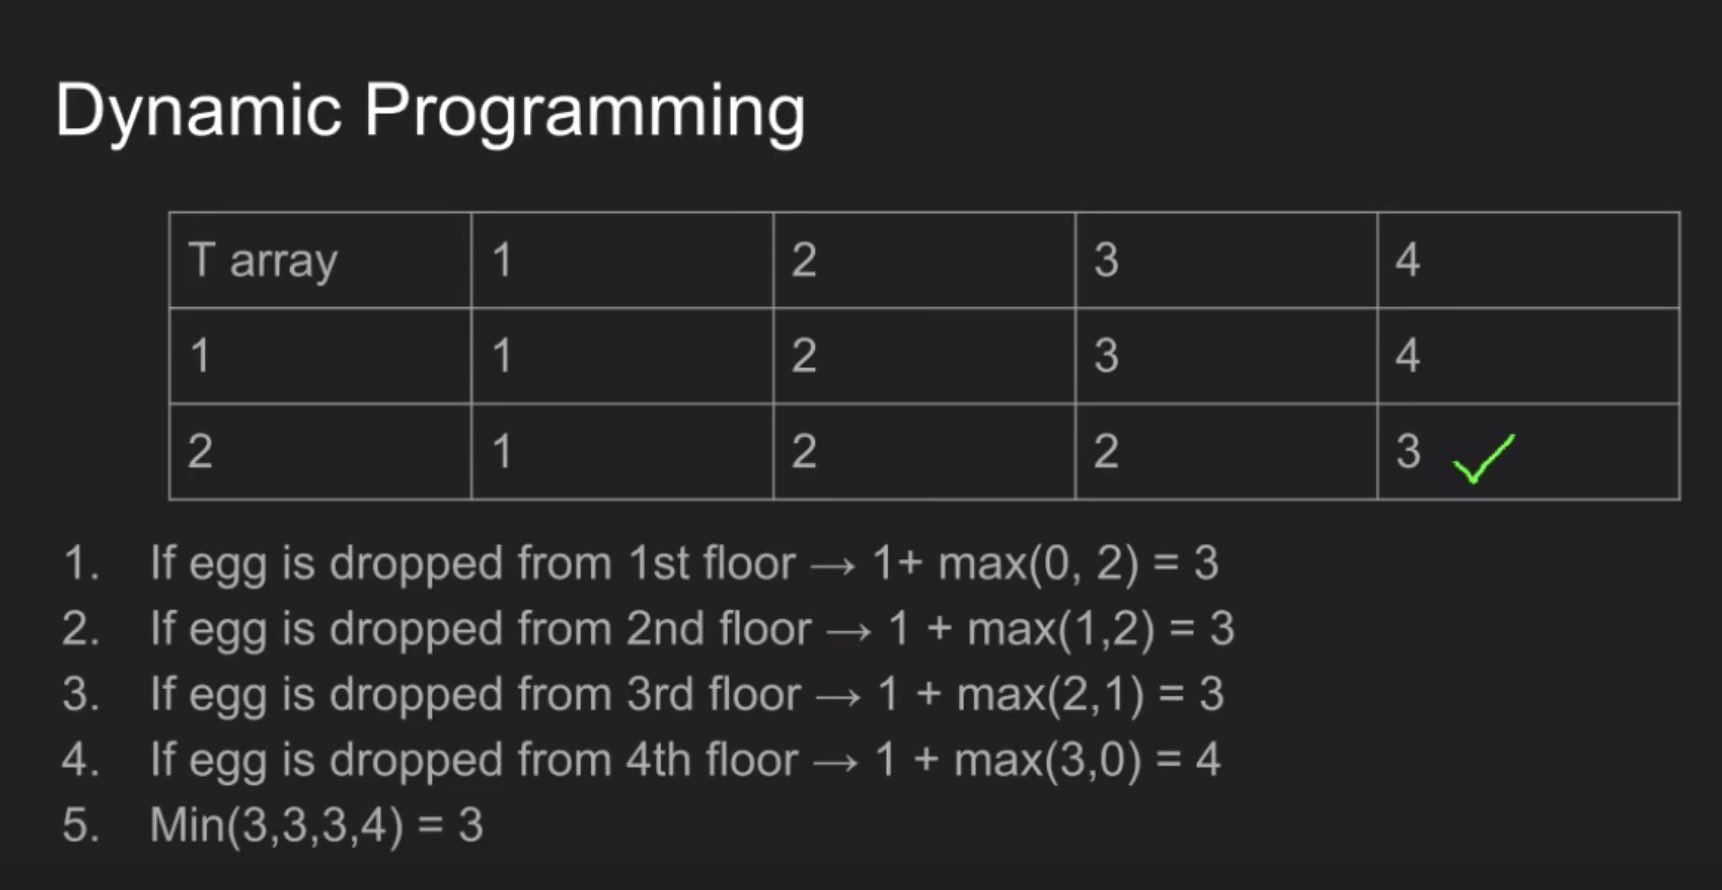 Dynamic Programming
T array 1 2 3 4
1 1 2 3 4
2 1 2 2 3
1. If egg is dropped from 1st floor → 1+ max(0, 2) = 3
2. If egg is dropped from 2nd floor → 1 + max(1,2) = 3
3. If egg is dropped from 3rd floor → 1 + max(2,1) = 3
4. If egg is dropped from 4th floor → 1 + max(3,0) = 4
5. Min(3,3,3,4) = 3